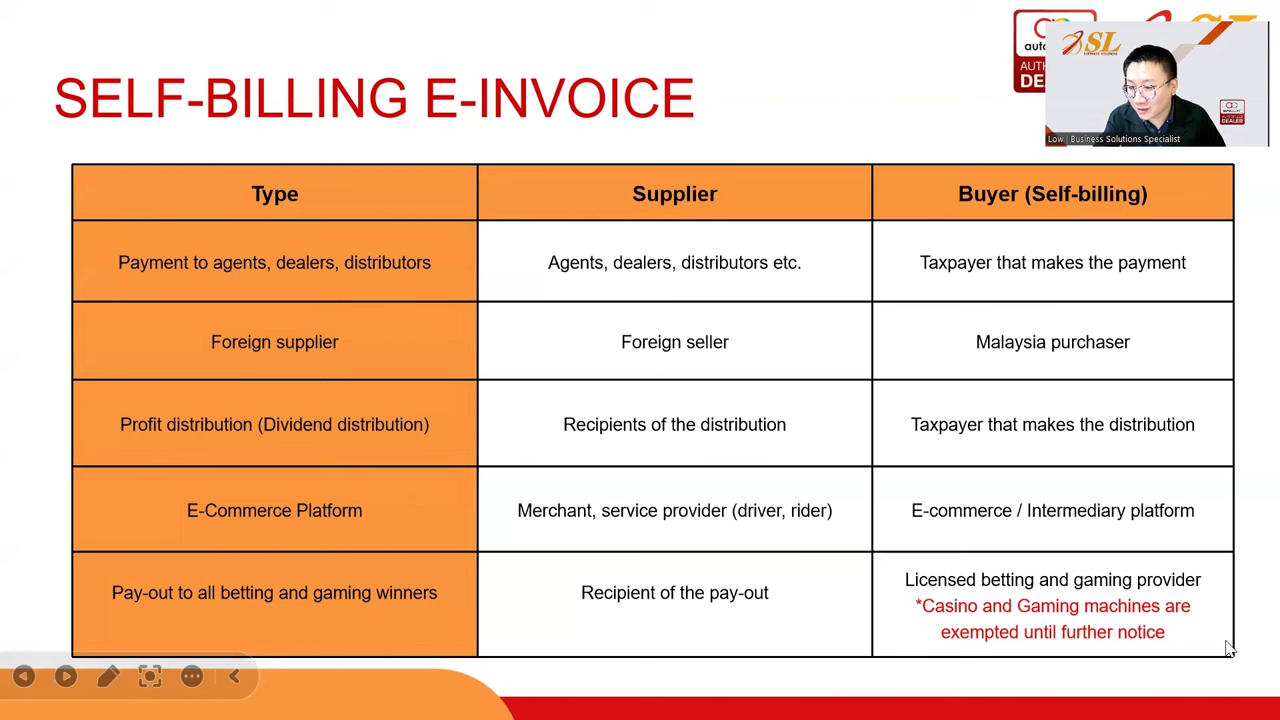 SELF-BILLING E-INVOICE
auto
AUTH
DE
SL
Low | Business Solutions Specialist
DEALER
Type
Supplier
Buyer (Self-billing)
Payment to agents, dealers, distributors
Agents, dealers, distributors etc.
Taxpayer that makes the payment
Foreign supplier
Foreign seller
Malaysia purchaser
Profit distribution (Dividend distribution)
Recipients of the distribution
Taxpayer that makes the distribution
E-Commerce Platform
Merchant, service provider (driver, rider)
E-commerce / Intermediary platform
Pay-out to all betting and gaming winners
Recipient of the pay-out
Licensed betting and gaming provider
*Casino and Gaming machines are
exempted until further notice